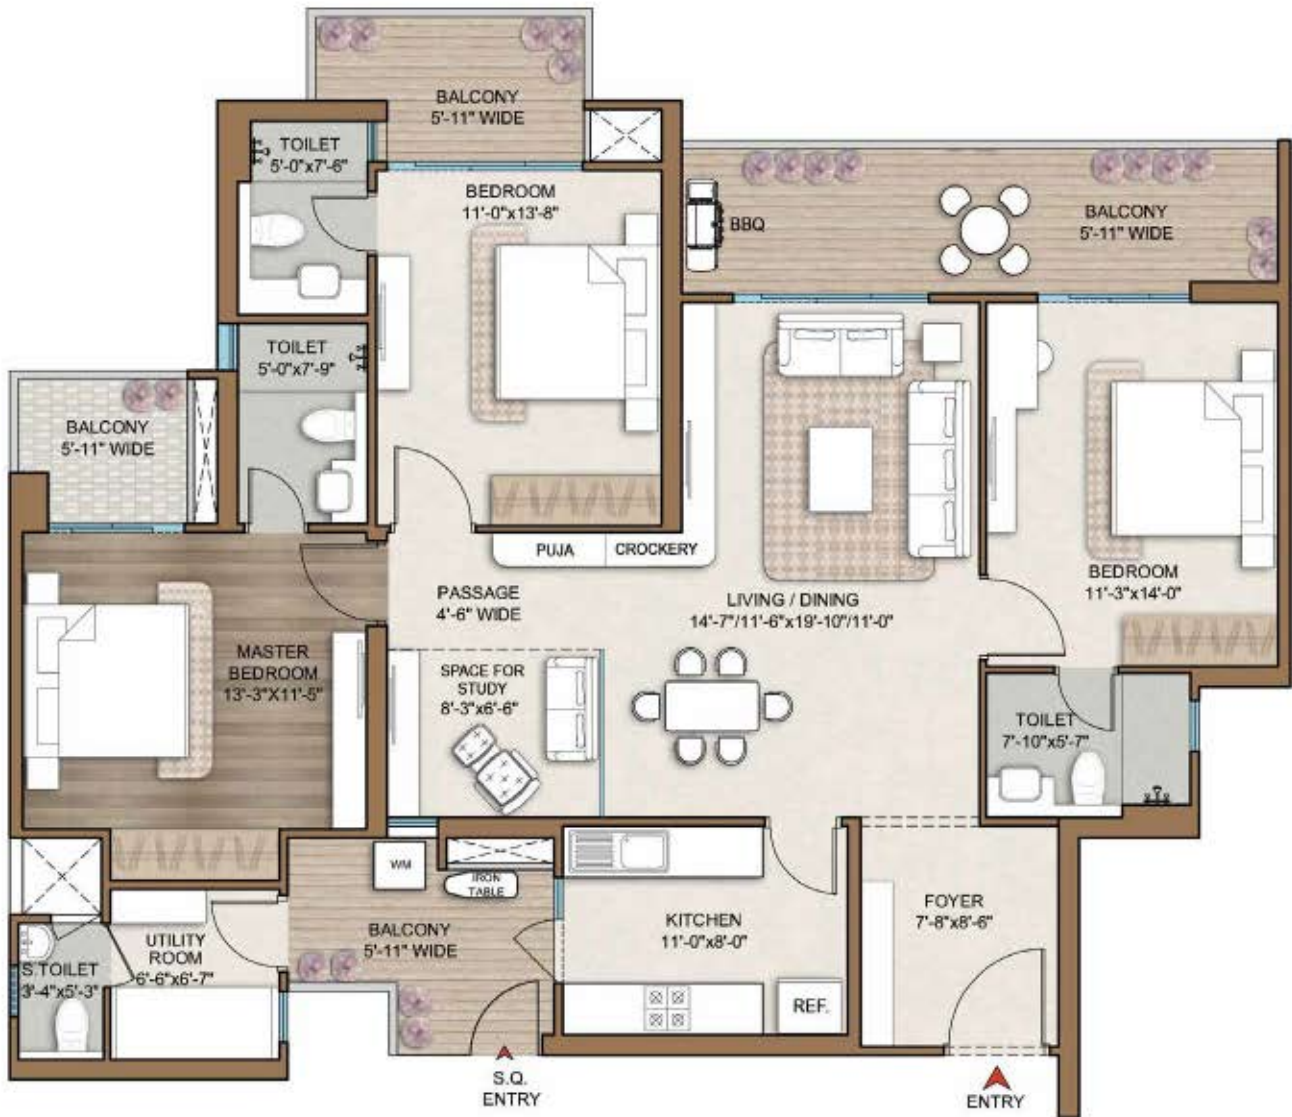 BALCONY
5'-11" WIDE
TOILET
5'-0"x7'-6"
BEDROOM
11'-0"x13'-8"
BBQ
BALCONY
5'-11" WIDE
TOILET
5'-0"x7'-9"
BALCONY
5'-11" WIDE
PUJA
CROCKERY
BEDROOM
11'-3"x14'-0"
PASSAGE
4'-6" WIDE
LIVING / DINING
14'-7"/11'-6"x19'-10"/11'-0"
MASTER
BEDROOM
13'-3"X11'-5"
SPACE FOR
STUDY
8'-3"x6'-6"
TOILET
7'-10"x5'-7"
WM
IRON
TABLE
BALCONY
5'-11" WIDE
KITCHEN
11'-0"x8'-0"
FOYER
7'-8"x8'-6"
UTILITY
ROOM
6'-6"x6'-7"
S.TOILET
3'-4"x5'-3"
REF.
S.Q.
ENTRY
ENTRY